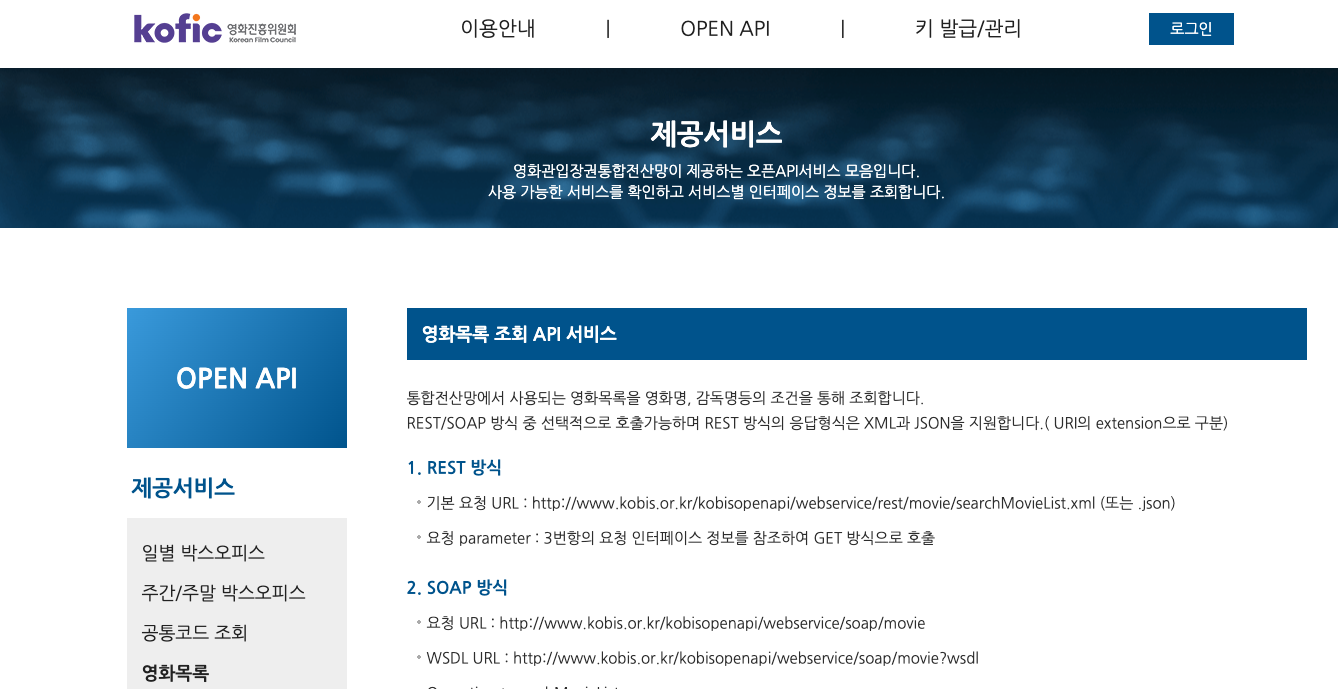 kofic 영화진흥위원회
Korean Film Council
이용안내 | OPEN API | 키 발급/관리
로그인
제공서비스
영화관입장권통합전산망이 제공하는 오픈API서비스 모음입니다.
사용 가능한 서비스를 확인하고 서비스별 인터페이스 정보를 조회합니다.
OPEN API
제공서비스
일별 박스오피스
주간/주말 박스오피스
공통코드 조회
영화목록
영화목록 조회 API 서비스
통합전산망에서 사용되는 영화목록을 영화명, 감독명등의 조건을 통해 조회합니다.
REST/SOAP 방식 중 선택적으로 호출가능하며 REST 방식의 응답형식은 XML과 JSON을 지원합니다.( URI의 extension으로 구분)
1. REST 방식
◦ 기본 요청 URL : http://www.kobis.or.kr/kobisopenapi/webservice/rest/movie/searchMovieList.xml (또는 .json)
◦ 요청 parameter : 3번항의 요청 인터페이스 정보를 참조하여 GET 방식으로 호출
2. SOAP 방식
◦ 요청 URL : http://www.kobis.or.kr/kobisopenapi/webservice/soap/movie
◦ WSDL URL : http://www.kobis.or.kr/kobisopenapi/webservice/soap/movie?wsdl